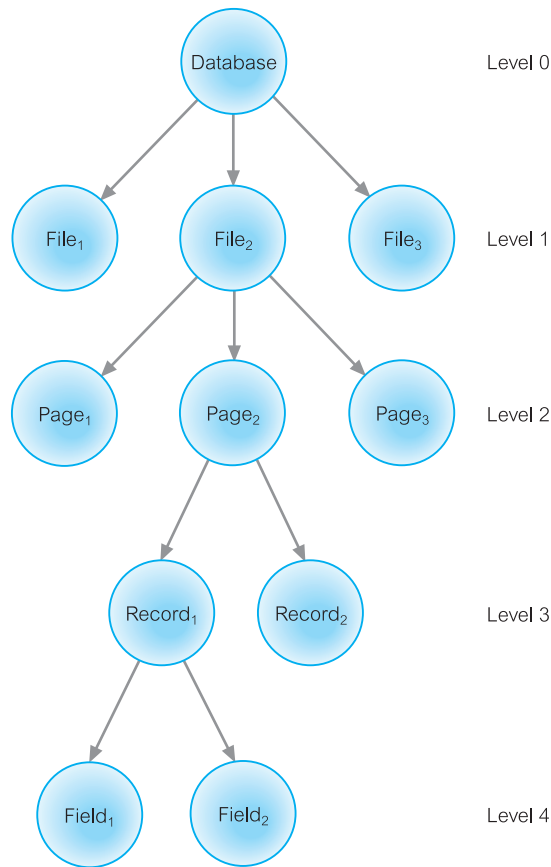 Database Level 0
File₁ File₂ File₃ Level 1
Page₁ Page₂ Page₃ Level 2
Record₁ Record₂ Level 3
Field₁ Field₂ Level 4